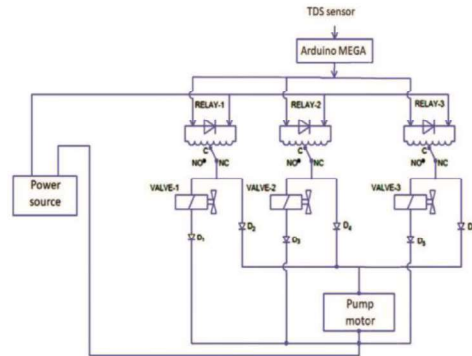 TDS sensor
Arduino MEGA
RELAY-1
RELAY-2
RELAY-3
C
C
C
NO
NC
NO
NC
NO
NC
Power
source
VALVE-1
VALVE-2
VALVE-3
D1
D2
D3
D4
D5
D
Pump
motor